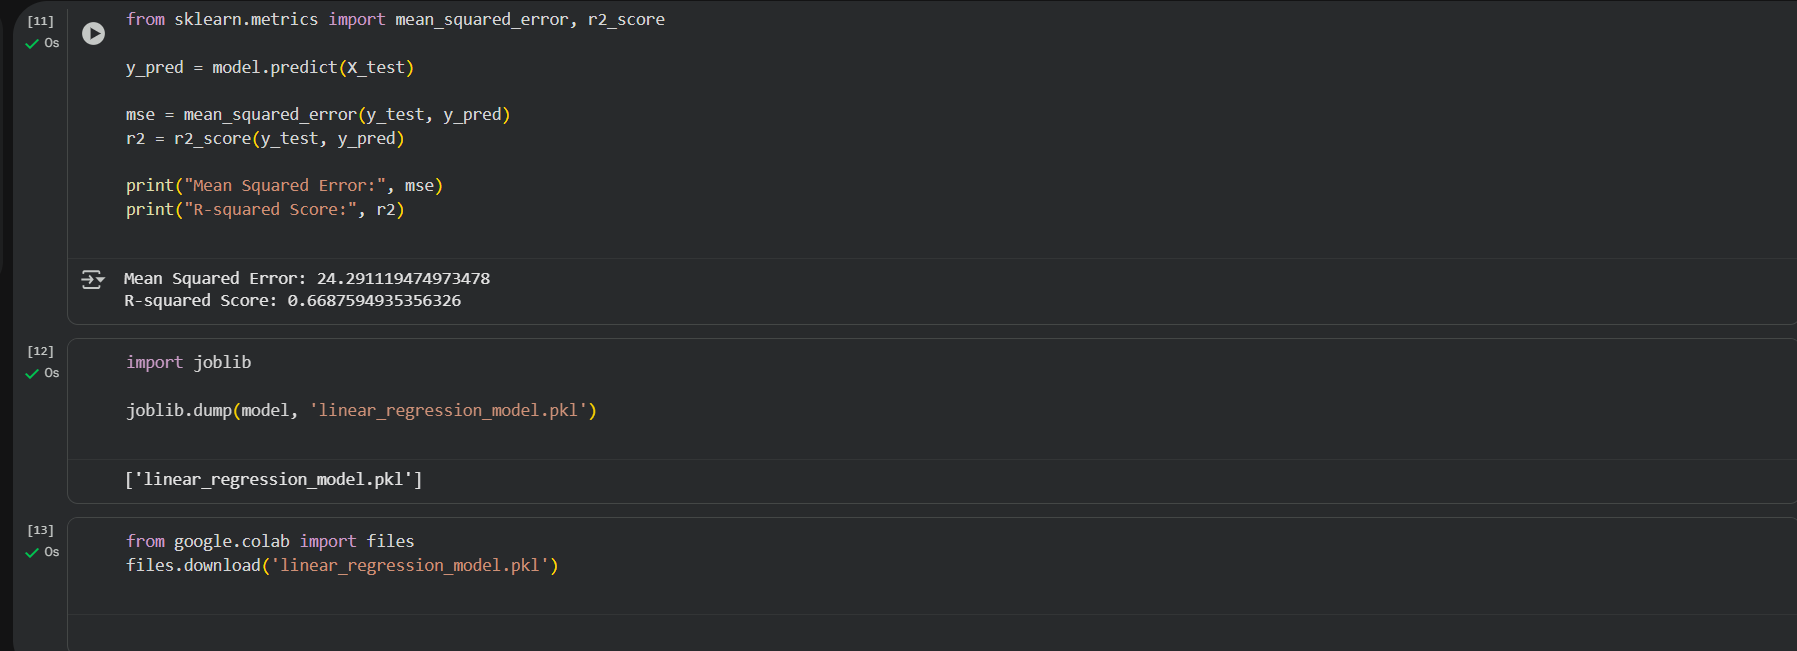 [11]
0s
from sklearn.metrics import mean_squared_error, r2_score
y_pred = model.predict(X_test)
mse = mean_squared_error(y_test, y_pred)
r2 = r2_score(y_test, y_pred)
print("Mean Squared Error:", mse)
print("R-squared Score:", r2)
Mean Squared Error: 24.291119474973478
R-squared Score: 0.6687594935356326
[12]
0s
import joblib
joblib.dump(model, 'linear_regression_model.pkl')
['linear_regression_model.pkl']
[13]
0s
from google.colab import files
files.download('linear_regression_model.pkl')